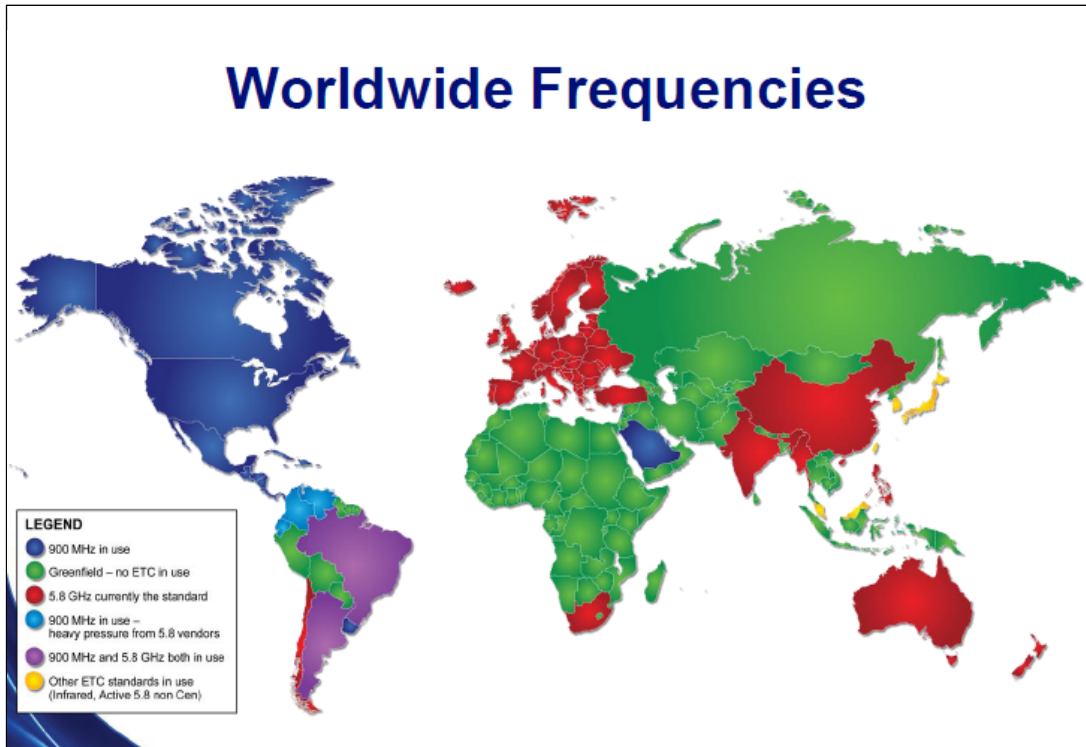 Worldwide Frequencies
LEGEND
900 MHz in use
Greenfield – no ETC in use
5.8 GHz currently the standard
900 MHz in use –
heavy pressure from 5.8 vendors
900 MHz and 5.8 GHz both in use
Other ETC standards in use
(Infrared, Active 5.8 non Cen)